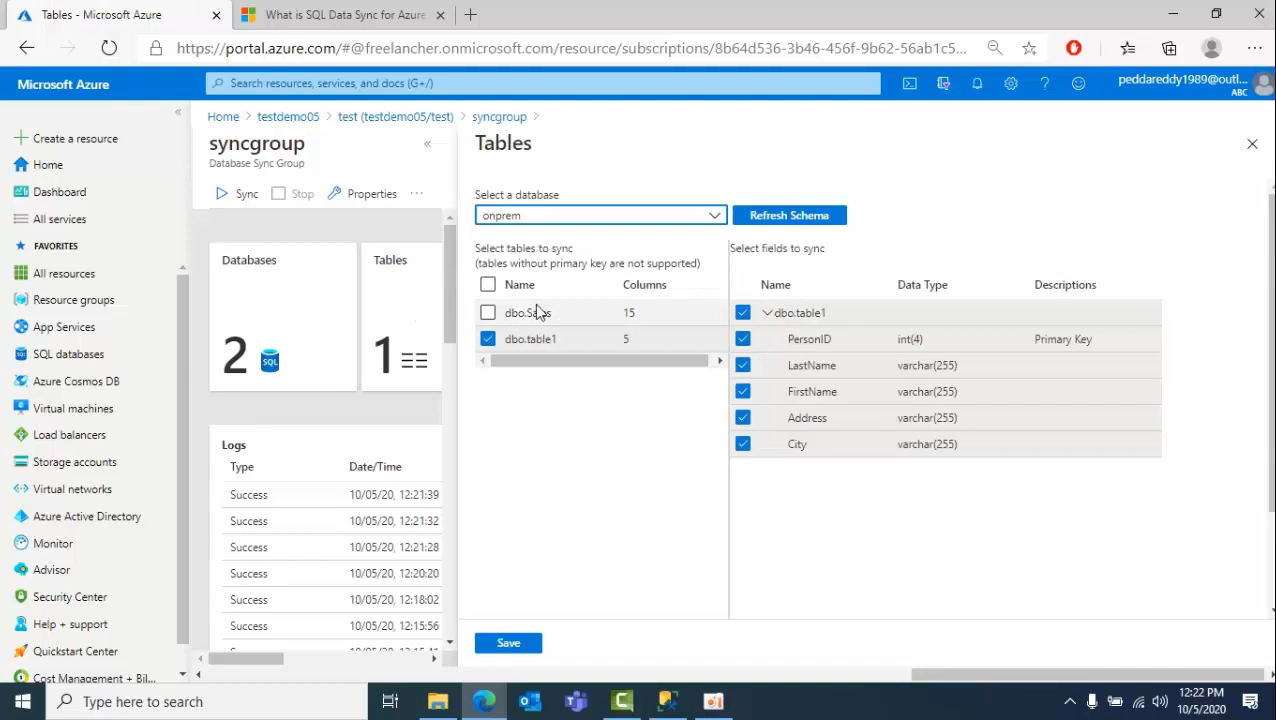 Tables - Microsoft Azure
What is SQL Data Sync for Azure
https://portal.azure.com/#@freelancher.onmicrosoft.com/resource/subscriptions/8b64d536-3b46-456f-9b62-56ab1c5...
Microsoft Azure
Search resources, services, and docs (G+/)
peddareddy1989@outl...
ABC
Create a resource
Home
Dashboard
All services
FAVORITES
All resources
Resource groups
App Services
SQL databases
Azure Cosmos DB
Virtual machines
Load balancers
Storage accounts
Virtual networks
Azure Active Directory
Monitor
Advisor
Security Center
Help + support
Quickstart Center
Cost Management + Bil...
Home > testdemo05 > test (testdemo05/test) > syncgroup >
syncgroup
Database Sync Group
Sync Stop Properties ...
Databases
2
SQL
Tables
1
Logs
Type Date/Time
Success 10/05/20, 12:21:39
Success 10/05/20, 12:21:32
Success 10/05/20, 12:21:28
Success 10/05/20, 12:20:20
Success 10/05/20, 12:18:02
Success 10/05/20, 12:15:56
Tables
Select a database
onprem
Refresh Schema
Select tables to sync
(tables without primary key are not supported)
Name Columns
15
dbo.table1 5
Select fields to sync
Name Data Type Descriptions
dbo.table1
PersonID int(4) Primary Key
LastName varchar(255)
FirstName varchar(255)
Address varchar(255)
City varchar(255)
Save
Type here to search
12:22 PM
10/5/2020